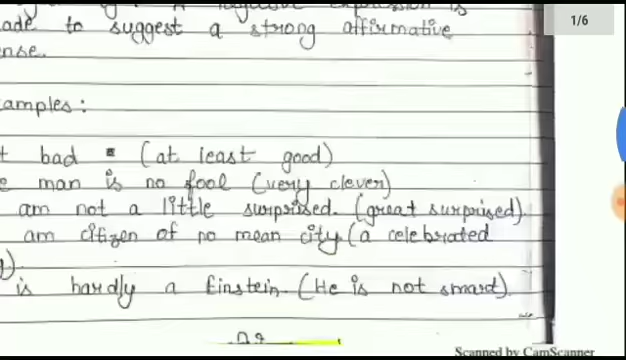 1/6
ade to suggest a strong affirmative
nse.
amples:
t bad = (at least good)
e man is no fool (very clever)
am not a little surprised. (great surprised).
am citizen of no mean city. (a celebrated
is hardly a Einstein. (He is not smart).
Scanned by CamScanner